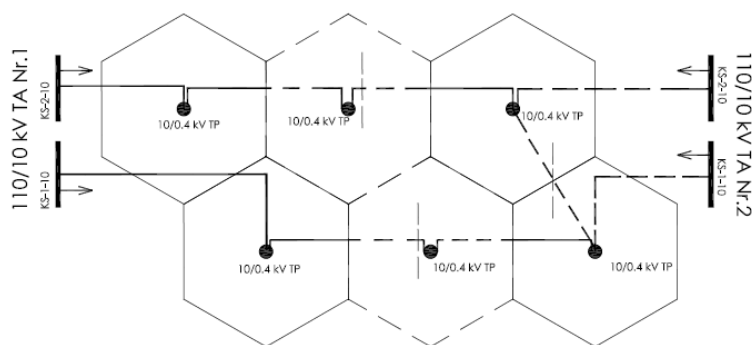 110/10 kV TA Nr.1
KS-2-10
KS-1-10
10/0.4 kV TP
10/0.4 kV TP
10/0.4 kV TP
10/0.4 kV TP
10/0.4 kV TP
10/0.4 kV TP
KS-2-10
KS-1-10
110/10 kV TA Nr.2